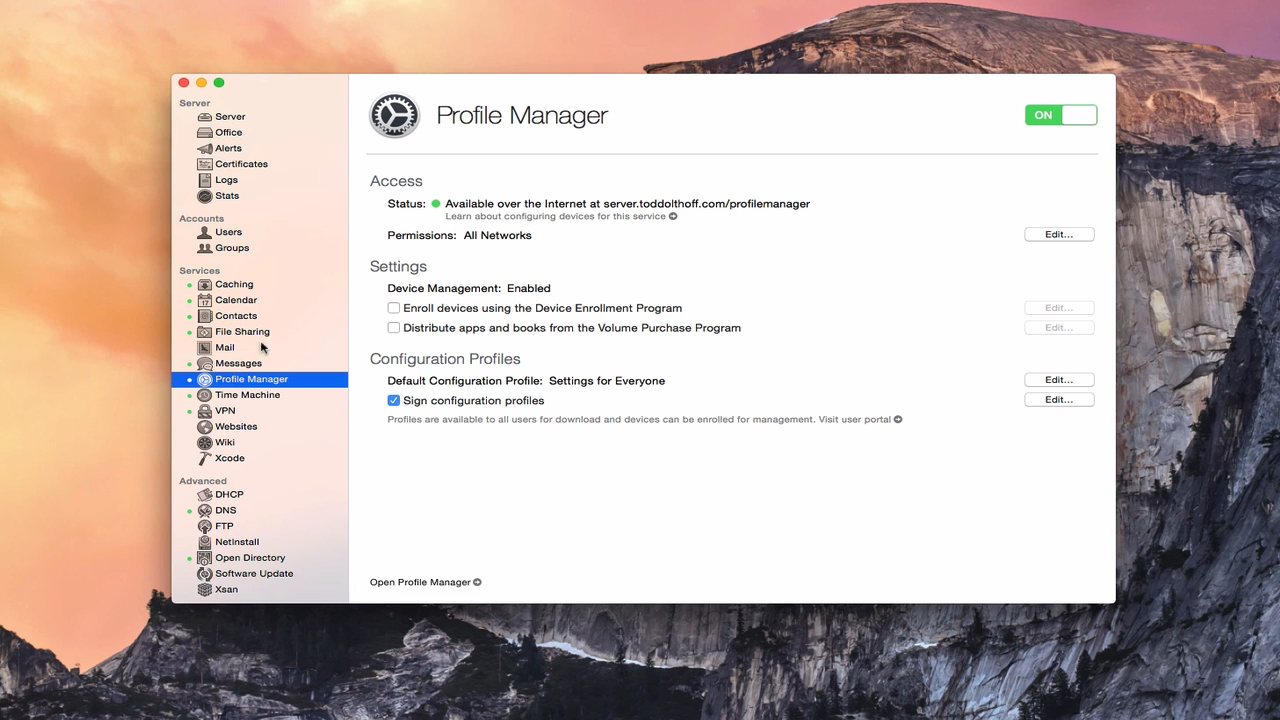 Server
Server
Office
Alerts
Certificates
Logs
Stats
Accounts
Users
Groups
Services
Caching
Calendar
17
Contacts
File Sharing
Mail
Messages
Profile Manager
Time Machine
VPN
Websites
Wiki
Xcode
Advanced
DHCP
DNS
FTP
NetInstall
Open Directory
Software Update
Xsan
Profile Manager
ON
Access
Status: Available over the Internet at server.toddolthoff.com/profilemanager
Learn about configuring devices for this service
Permissions: All Networks Edit...
Settings
Device Management: Enabled
Enroll devices using the Device Enrollment Program Edit...
Distribute apps and books from the Volume Purchase Program Edit...
Configuration Profiles
Default Configuration Profile: Settings for Everyone Edit...
Sign configuration profiles Edit...
Profiles are available to all users for download and devices can be enrolled for management. Visit user portal
Open Profile Manager